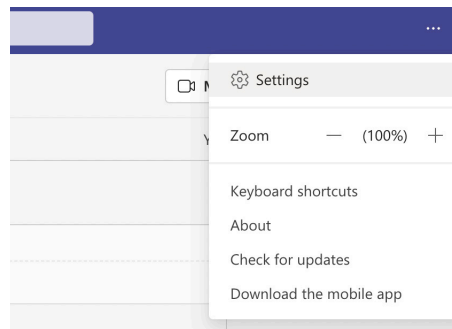 ...
Settings
Zoom — (100%) +
Keyboard shortcuts
About
Check for updates
Download the mobile app